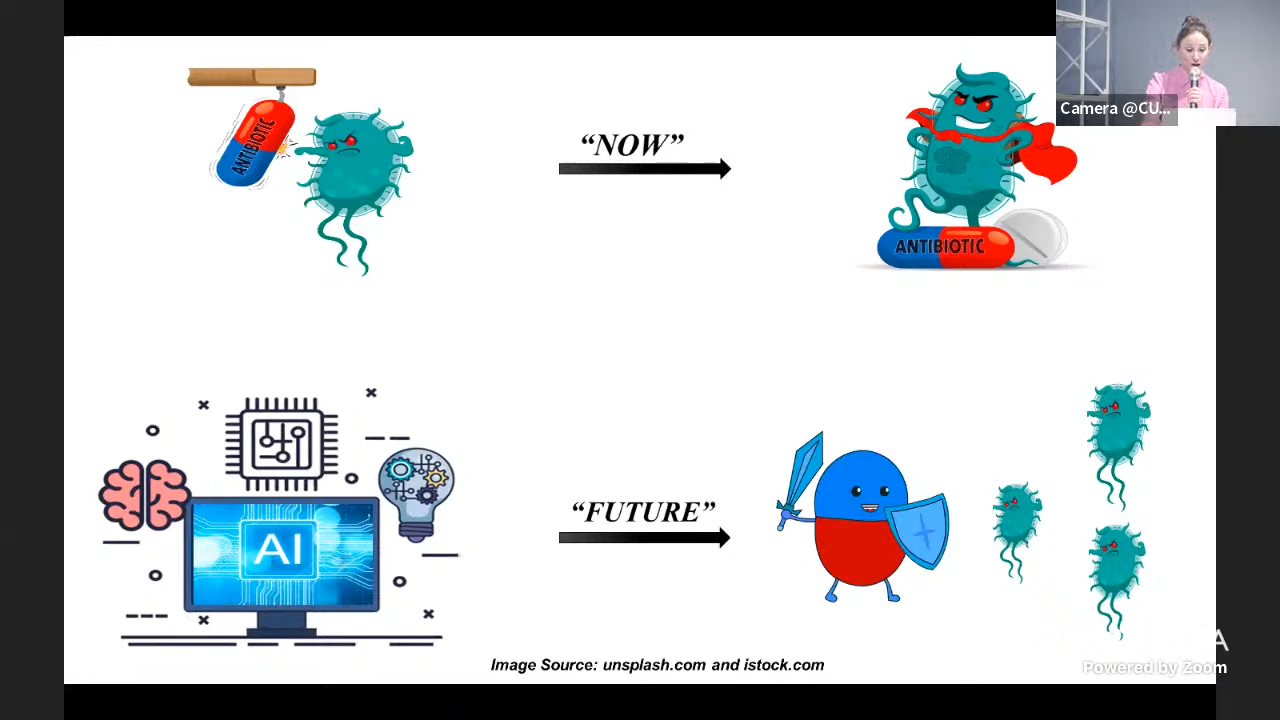 Camera @CU...
ANTIBIOTIC
“NOW”
ANTIBIOTIC
AI
“FUTURE”
Image Source: unsplash.com and istock.com
Powered by Zoom